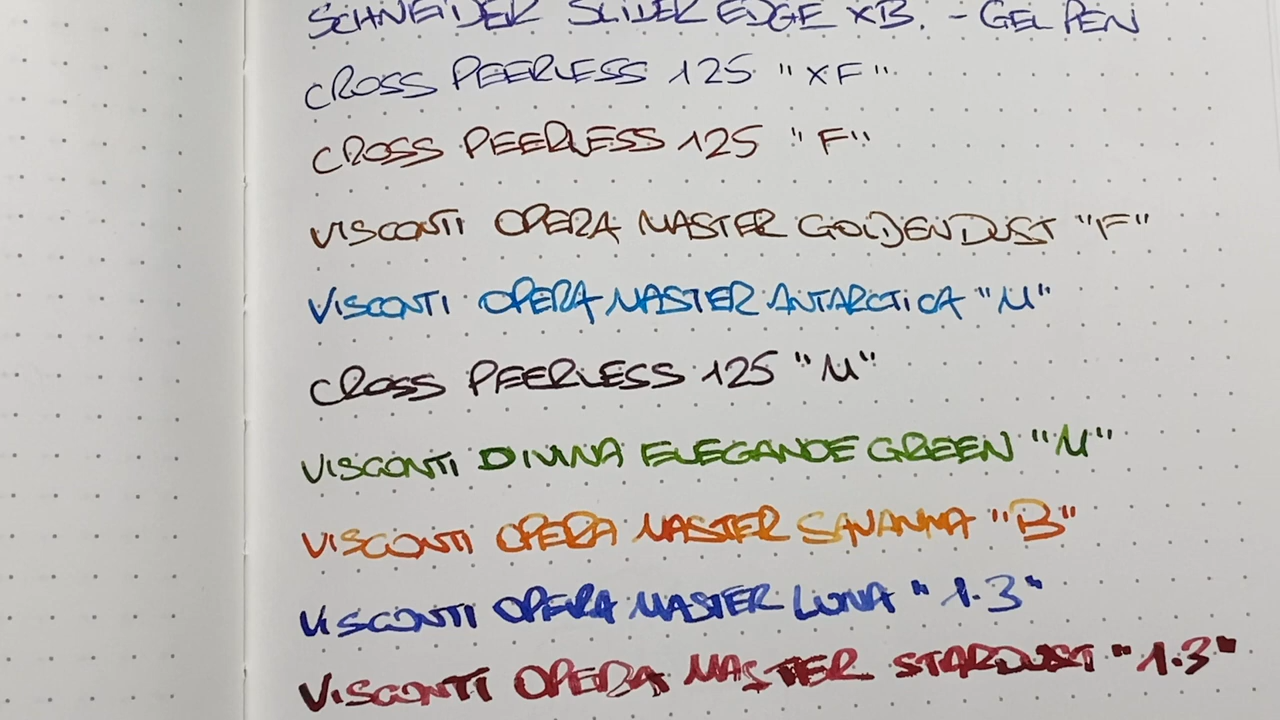 SCHNEIDER SLIDER EDGE XB. - GEL PEN
CROSS PEERLESS 125 "XF"
CROSS PEERLESS 125 "F"
VISCONTI OPERA MASTER GOLDENDUST "F"
VISCONTI OPERA MASTER ANTARCTICA "M"
CROSS PEERLESS 125 "M"
VISCONTI DIVINA ELEGANDE GREEN "M"
VISCONTI OPERA MASTER SAVANNA "B"
VISCONTI OPERA MASTER LUNA "1.3"
VISCONTI OPERA MASTER STARDUST "1.3"